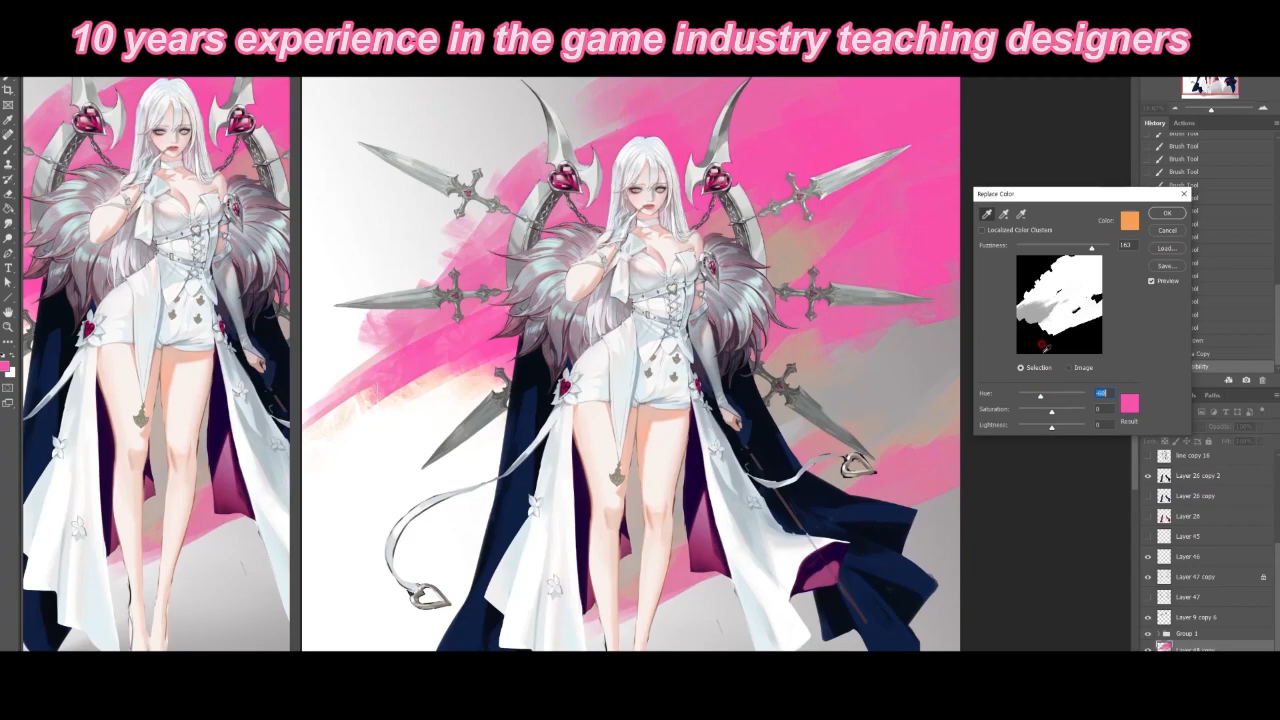 10 years experience in the game industry teaching designers
History Actions
Brush Tool
Brush Tool
Brush Tool
Brush Tool
Replace Color
Color:
OK
Localized Color Clusters
Cancel
Fuzziness: 163
Load...
Save...
Preview
Selection Image
Hue:
Saturation: 0
Result
Lightness: 0
Paths
line copy 16
Layer 26 copy 2
Layer 26 copy
Layer 26
Layer 45
Layer 46
Layer 47 copy
Layer 47
Layer 9 copy 6
Group 1